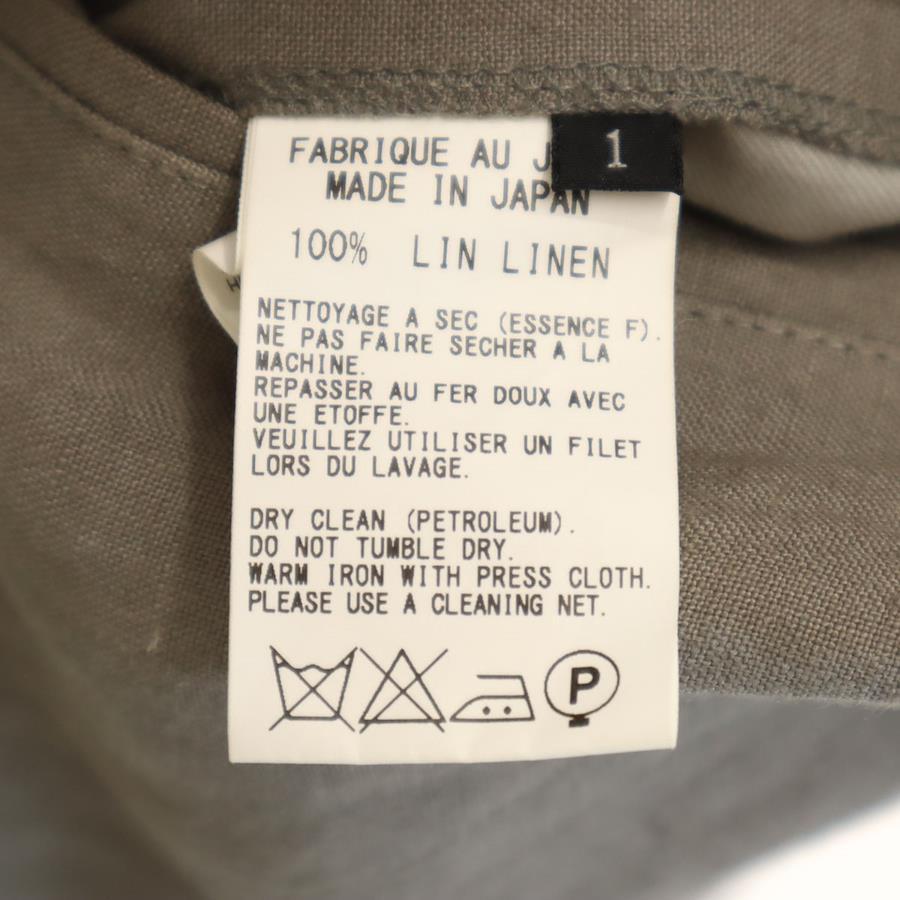 1
FABRIQUE AU J
MADE IN JAPAN
100% LIN LINEN
NETTOYAGE A SEC (ESSENCE F).
NE PAS FAIRE SECHER A LA
MACHINE.
REPASSER AU FER DOUX AVEC
UNE ETOFFE.
VEUILLEZ UTILISER UN FILET
LORS DU LAVAGE.
DRY CLEAN (PETROLEUM).
DO NOT TUMBLE DRY.
WARM IRON WITH PRESS CLOTH.
PLEASE USE A CLEANING NET.
P